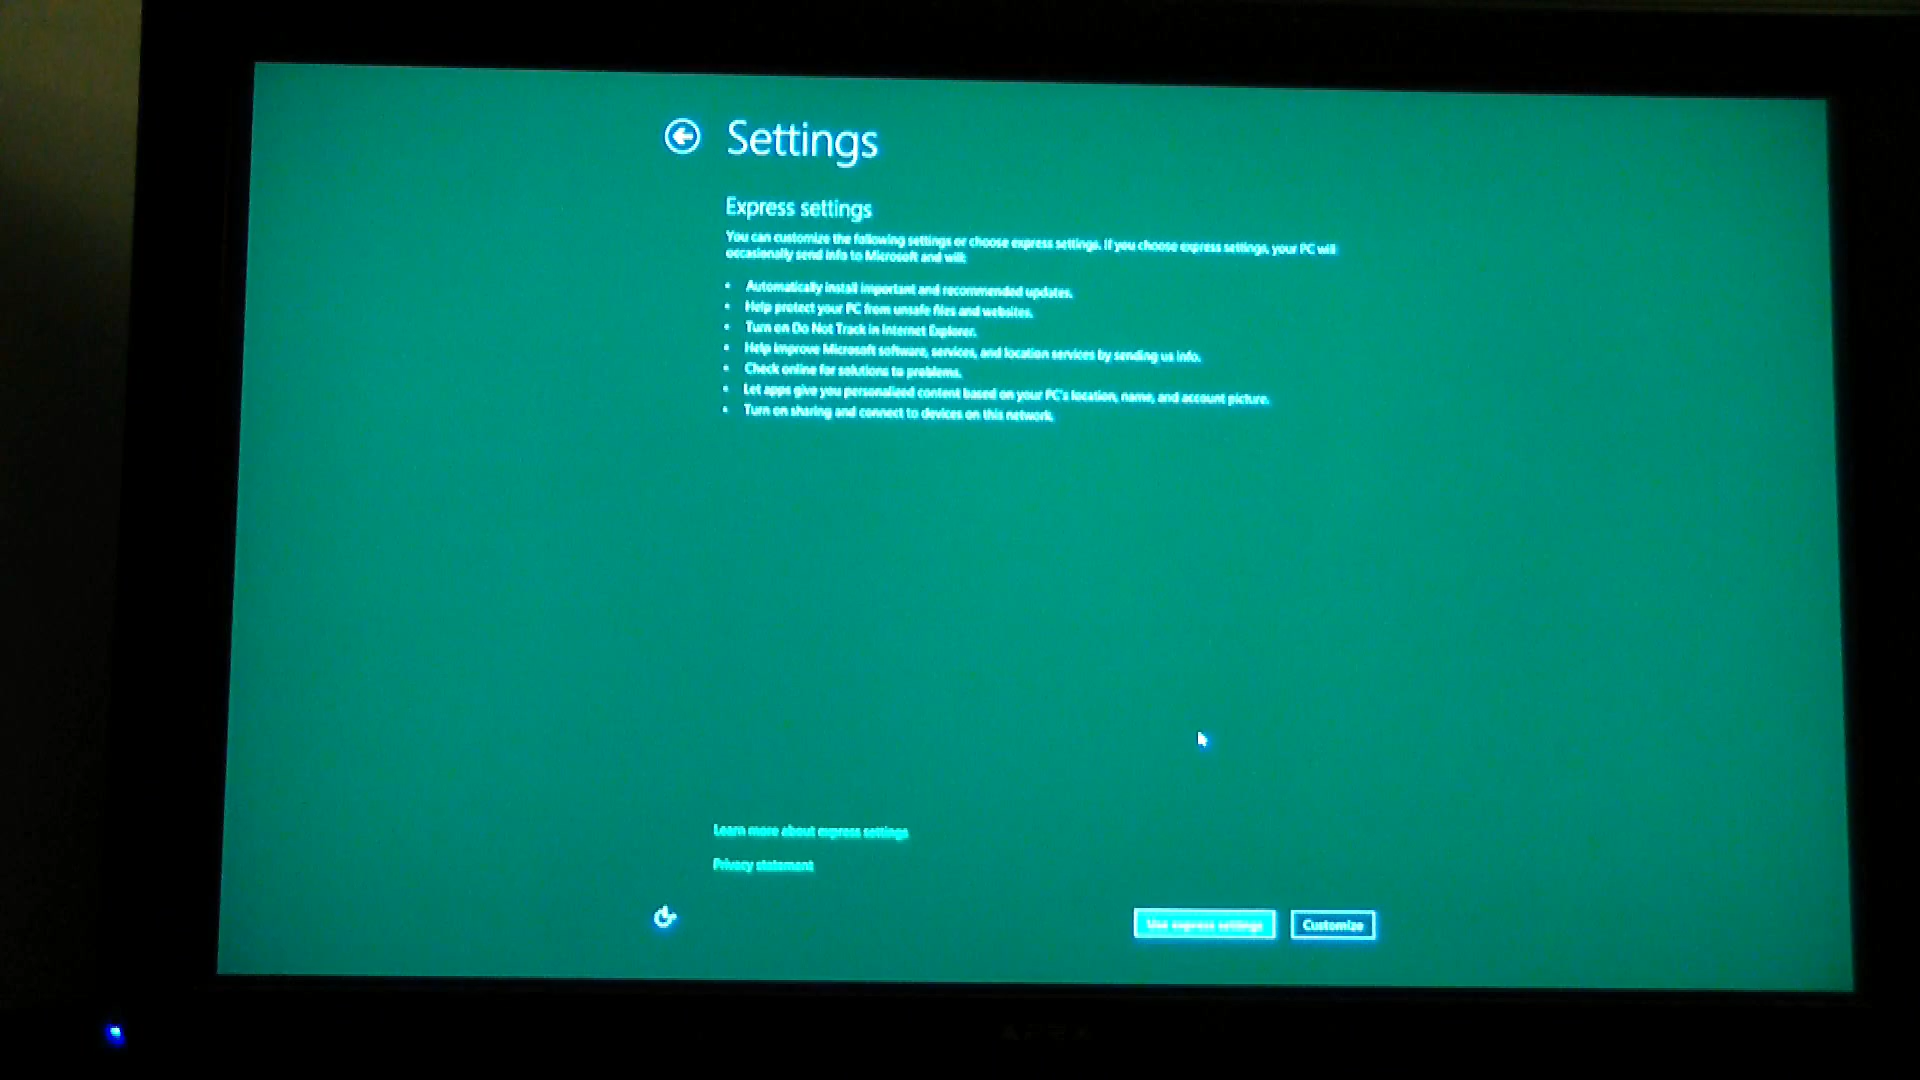 Settings
Express settings
You can customize the following settings or choose express settings. If you choose express settings, your PC will
occasionally send info to Microsoft and will:
• Automatically install important and recommended updates.
• Help protect your PC from unsafe files and websites.
• Turn on Do Not Track in Internet Explorer.
• Help improve Microsoft software, services, and location services by sending us info.
• Check online for solutions to problems.
• Let apps give you personalized content based on your PC's location, name, and account picture.
• Turn on sharing and connect to devices on this network.
Learn more about express settings
Privacy statement
Use express settings
Customize
APEX